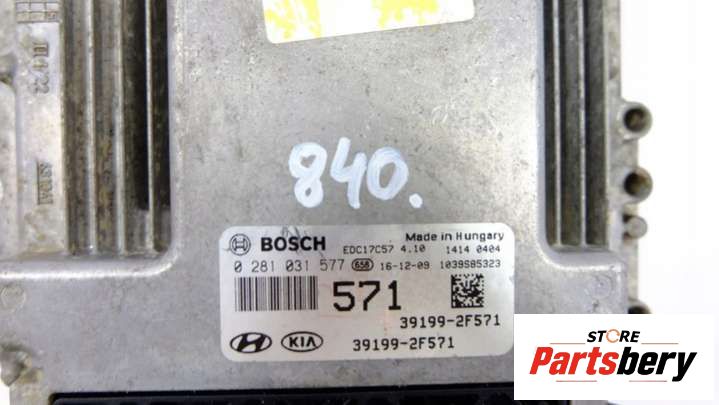 840.
BOSCH EDC17C57 4.10 Made in Hungary
1414 0404
0 281 031 577 658 16-12-09 1039S85323
571
39199-2F571
HYUNDAI KIA 39199-2F571
STORE
Partsbery